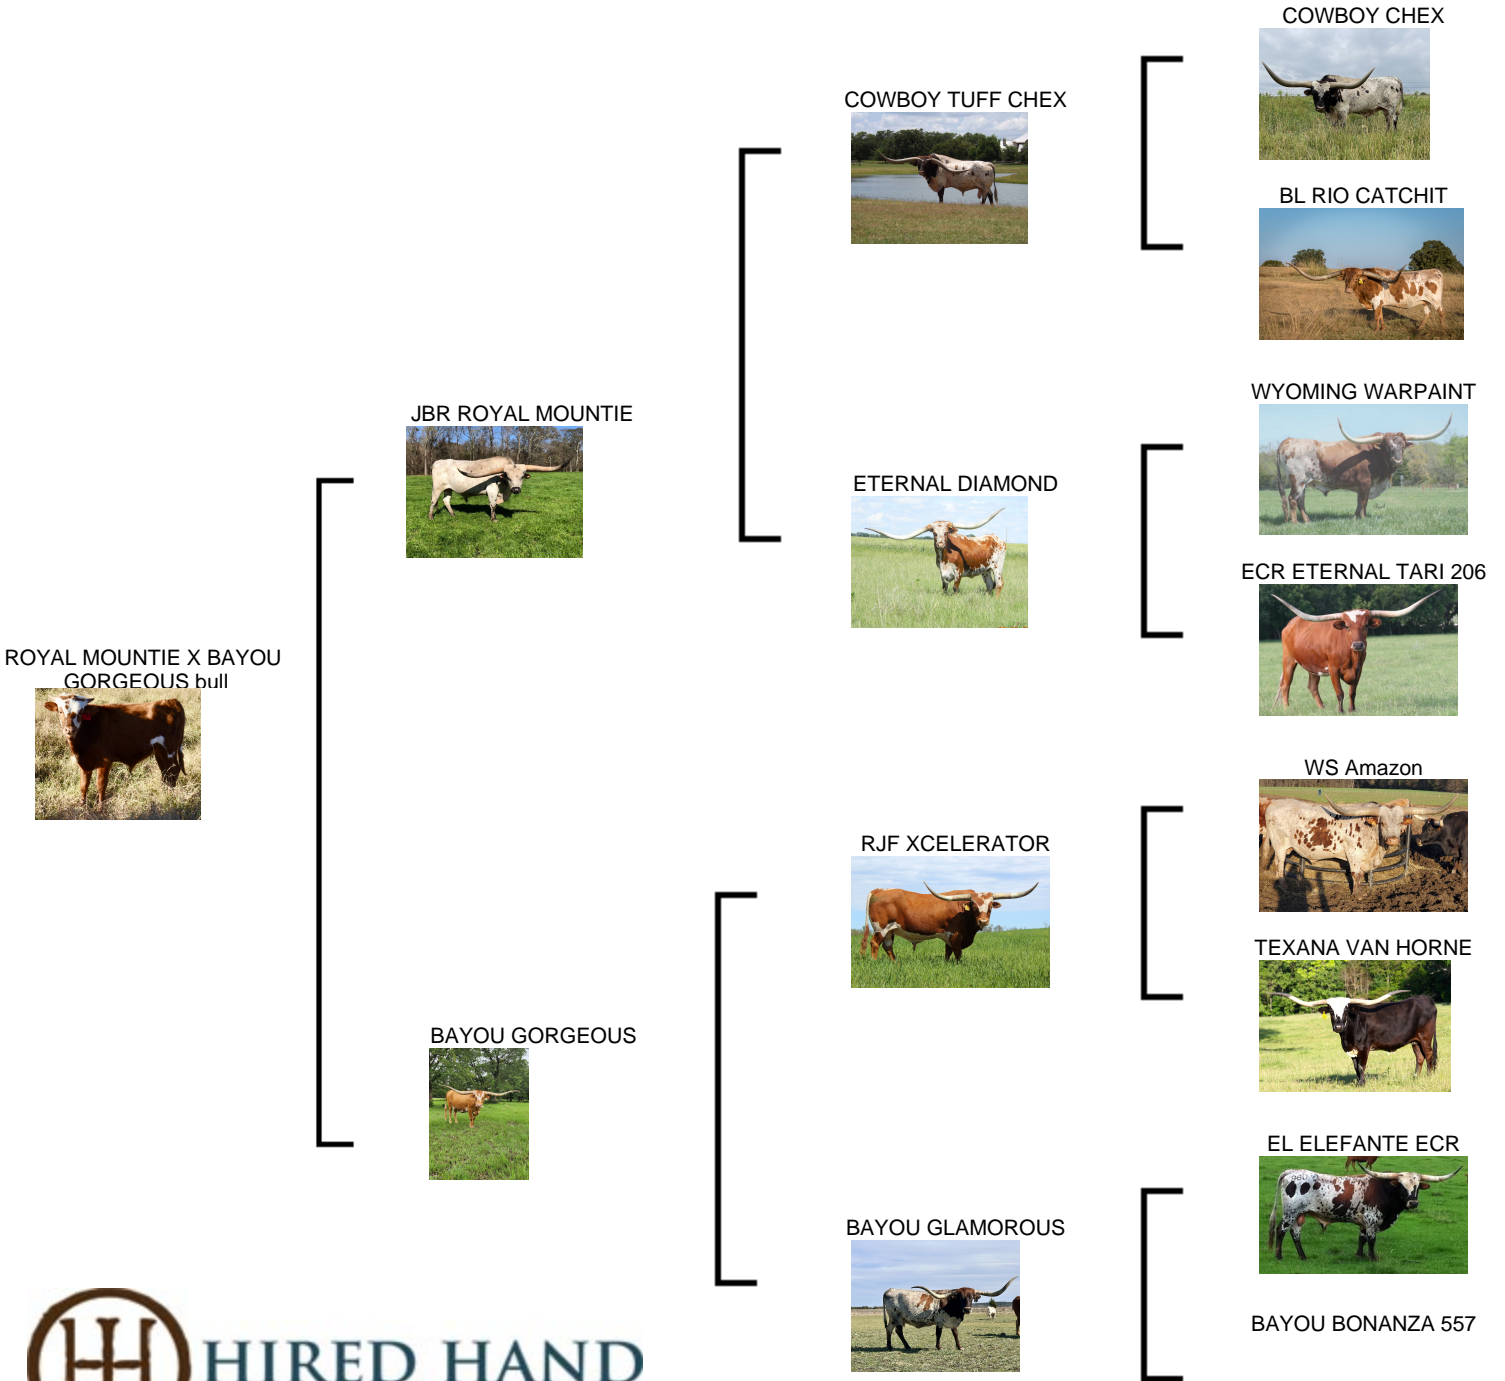 COWBOY CHEX
COWBOY TUFF CHEX
BL RIO CATCHIT
WYOMING WARPAINT
JBR ROYAL MOUNTIE
ETERNAL DIAMOND
ECR ETERNAL TARI 206
ROYAL MOUNTIE X BAYOU
GORGEOUS bull
WS Amazon
RJF XCELERATOR
TEXANA VAN HORNE
BAYOU GORGEOUS
EL ELEFANTE ECR
BAYOU GLAMOROUS
BAYOU BONANZA 557
HIRED HAND